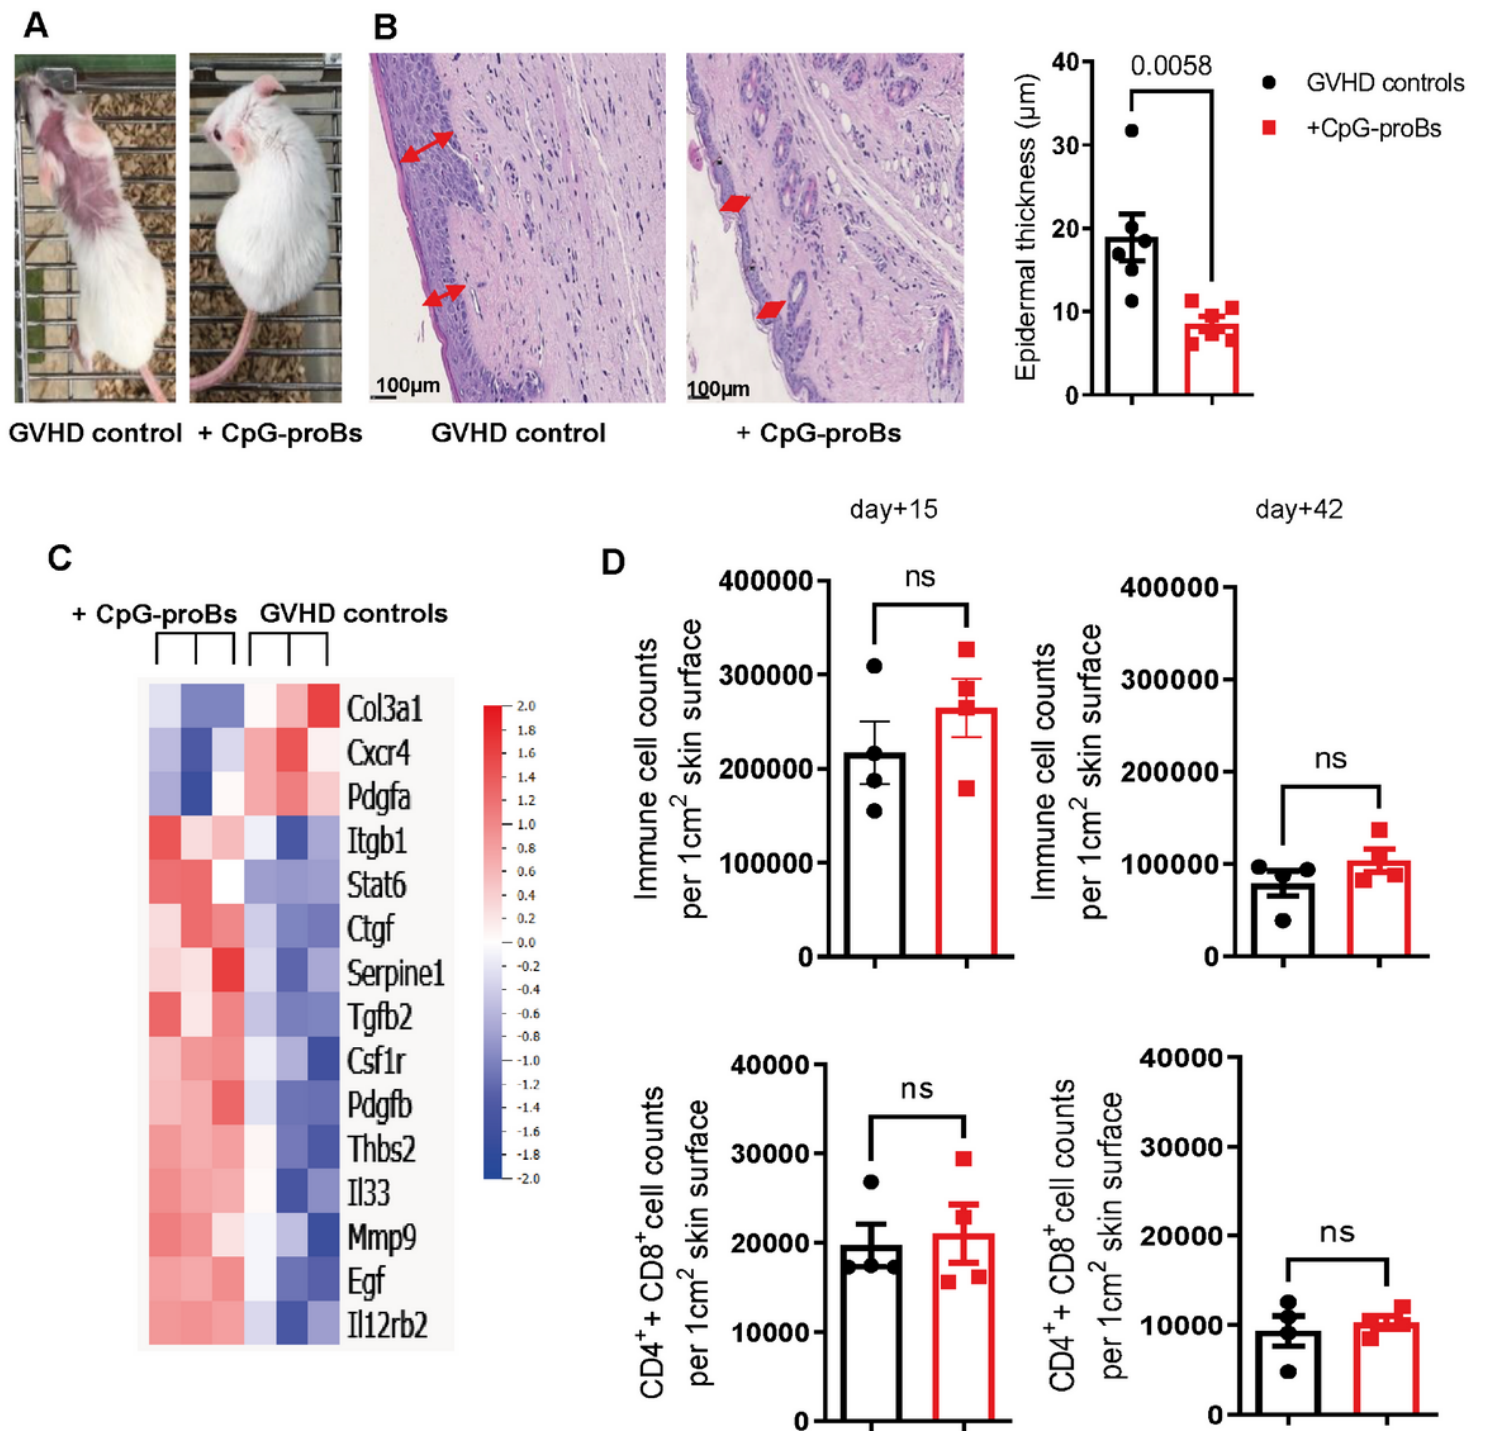 A
B
GVHD control
+ CpG-proBs
100µm
100µm
GVHD control
+ CpG-proBs
Epidermal thickness (µm)
40
30
20
10
0
0.0058
GVHD controls
+CpG-proBs
C
+ CpG-proBs
GVHD controls
Col3a1
Cxcr4
Pdgfa
Itgb1
Stat6
Ctgf
Serpine1
Tgfb2
Csf1r
Pdgfb
Thbs2
Il33
Mmp9
Egf
Il12rb2
2.0
1.8
1.6
1.4
1.2
1.0
0.8
0.6
0.4
0.2
0.0
-0.2
-0.4
-0.6
-0.8
-1.0
-1.2
-1.4
-1.6
-1.8
-2.0
D
day+15
day+42
Immune cell counts
per 1cm² skin surface
400000
300000
200000
100000
0
ns
Immune cell counts
per 1cm² skin surface
400000
300000
200000
100000
0
ns
CD4⁺+ CD8⁺cell counts
per 1cm² skin surface
40000
30000
20000
10000
0
ns
CD4⁺+ CD8⁺cell counts
per 1cm² skin surface
40000
30000
20000
10000
0
ns